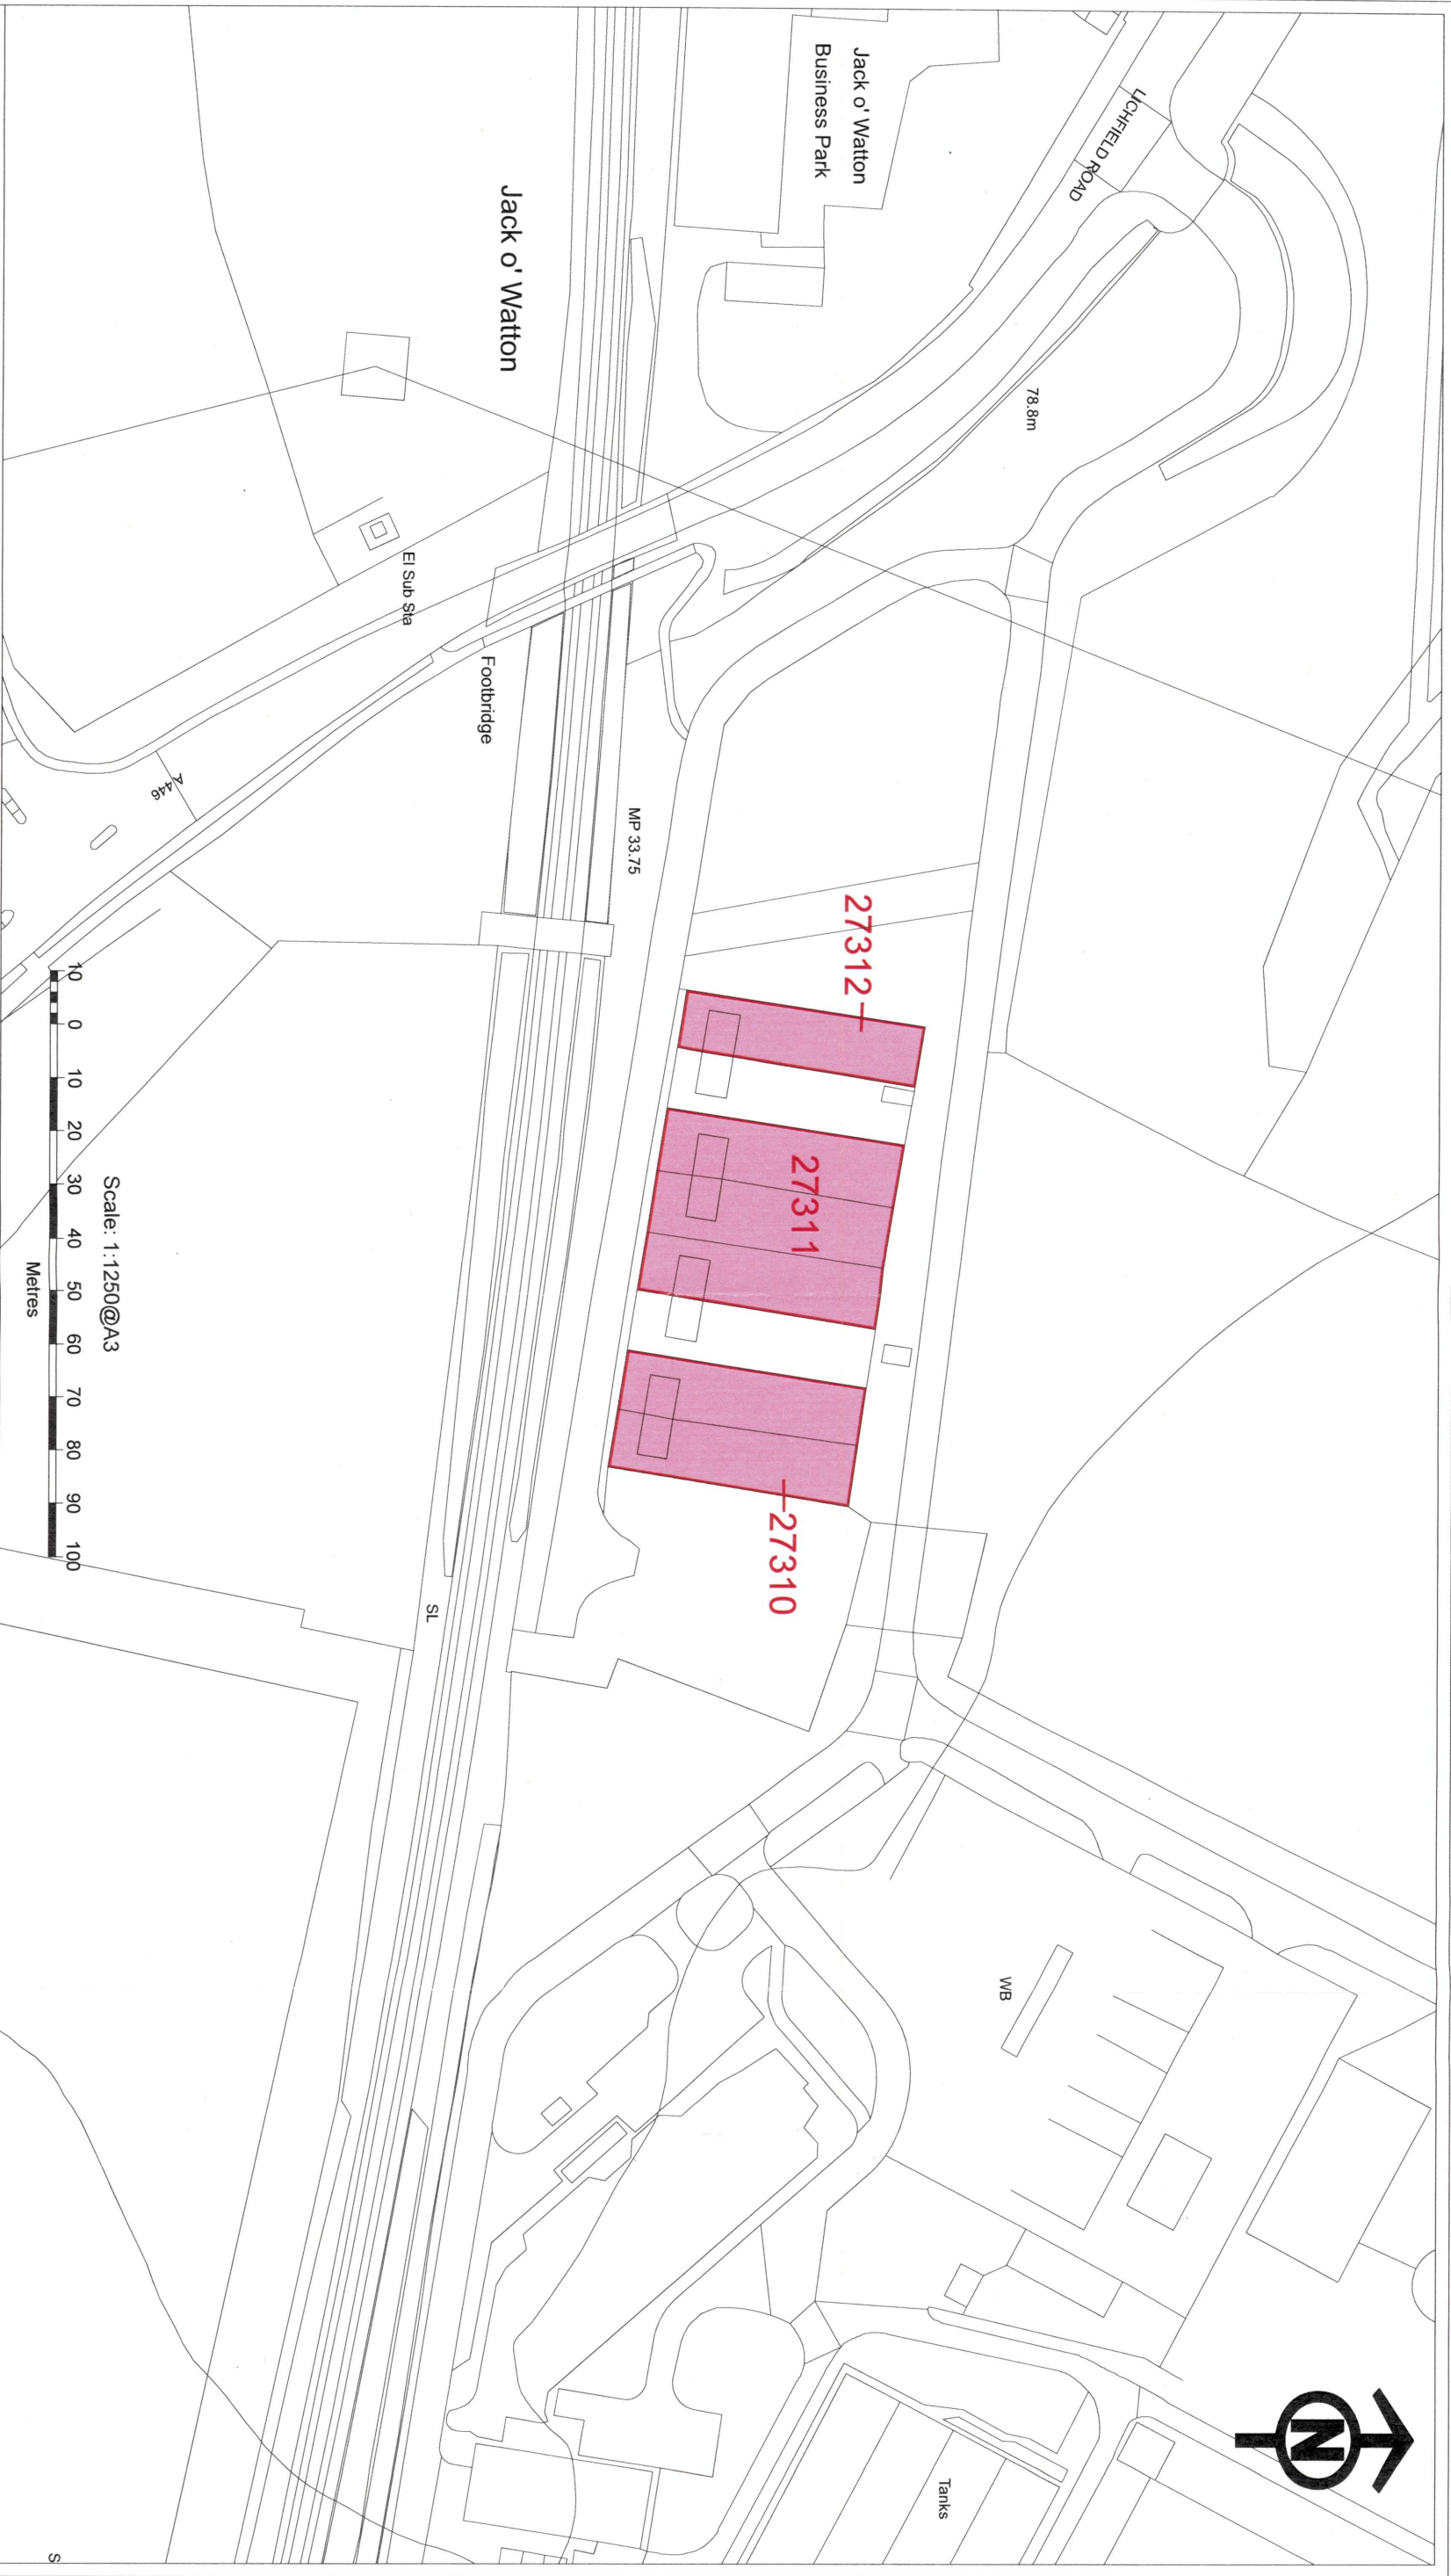 LICHFIELD ROAD
Jack o' Watton
Business Park
78.8m
Jack o' Watton
El Sub Sta
Footbridge
A 446
MP 33.75
27312
27311
27310
SL
WB
Tanks
N
S
Scale: 1:1250@A3
10 0 10 20 30 40 50 60 70 80 90 100
Metres